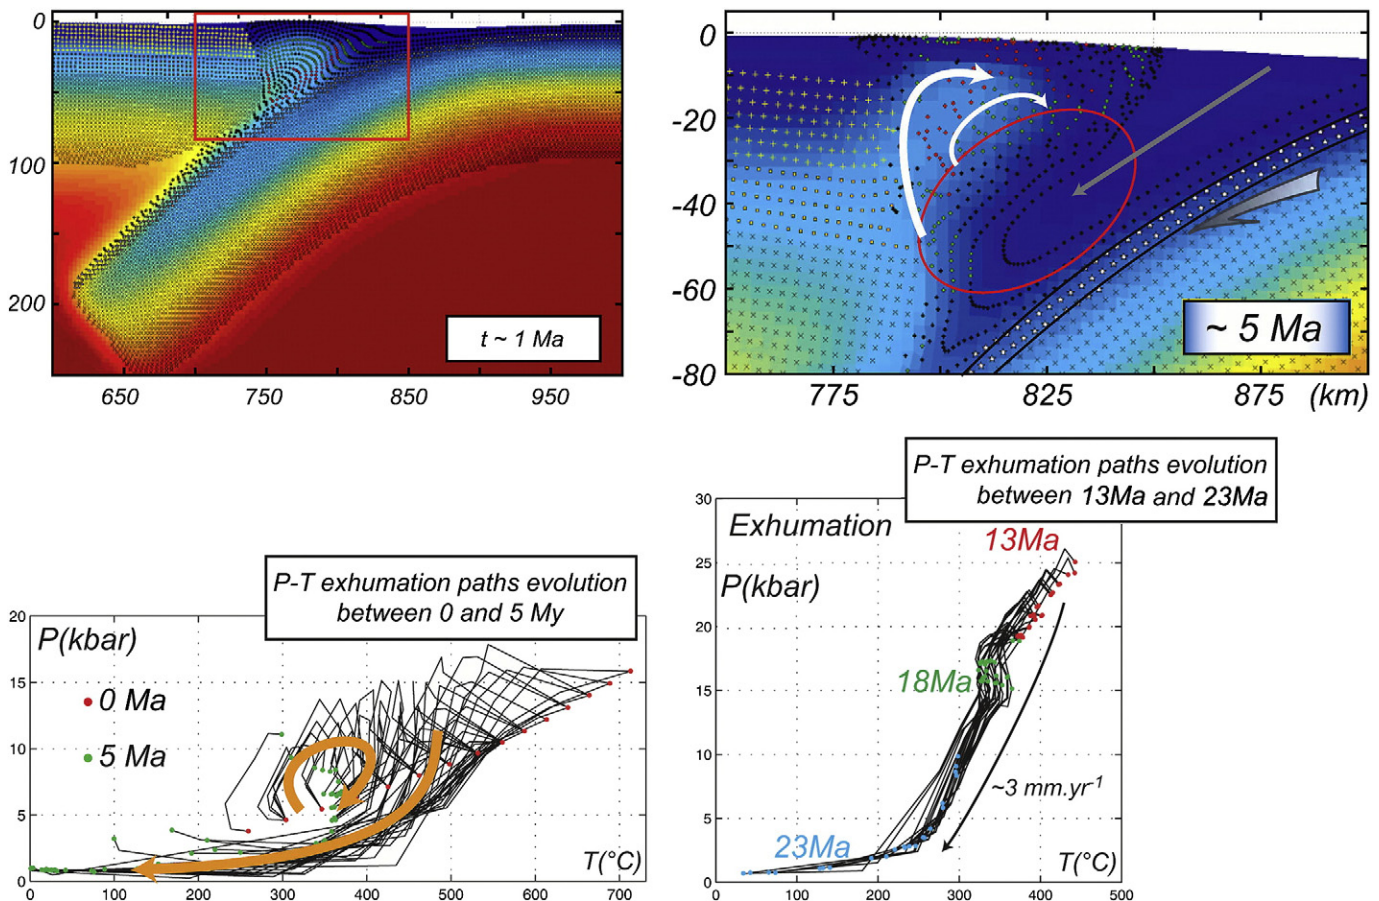 0
100
200
650
750
850
950
t ~ 1 Ma
0
-20
-40
-60
-80
775
825
875
(km)
~ 5 Ma
P-T exhumation paths evolution
between 0 and 5 My
20
15
10
5
0
P(kbar)
0 Ma
5 Ma
T(°C)
0
100
200
300
400
500
600
700
P-T exhumation paths evolution
between 13Ma and 23Ma
30
25
20
15
10
5
0
Exhumation
P(kbar)
13Ma
18Ma
23Ma
~3 mm.yr-1
T(°C)
0
100
200
300
400
500